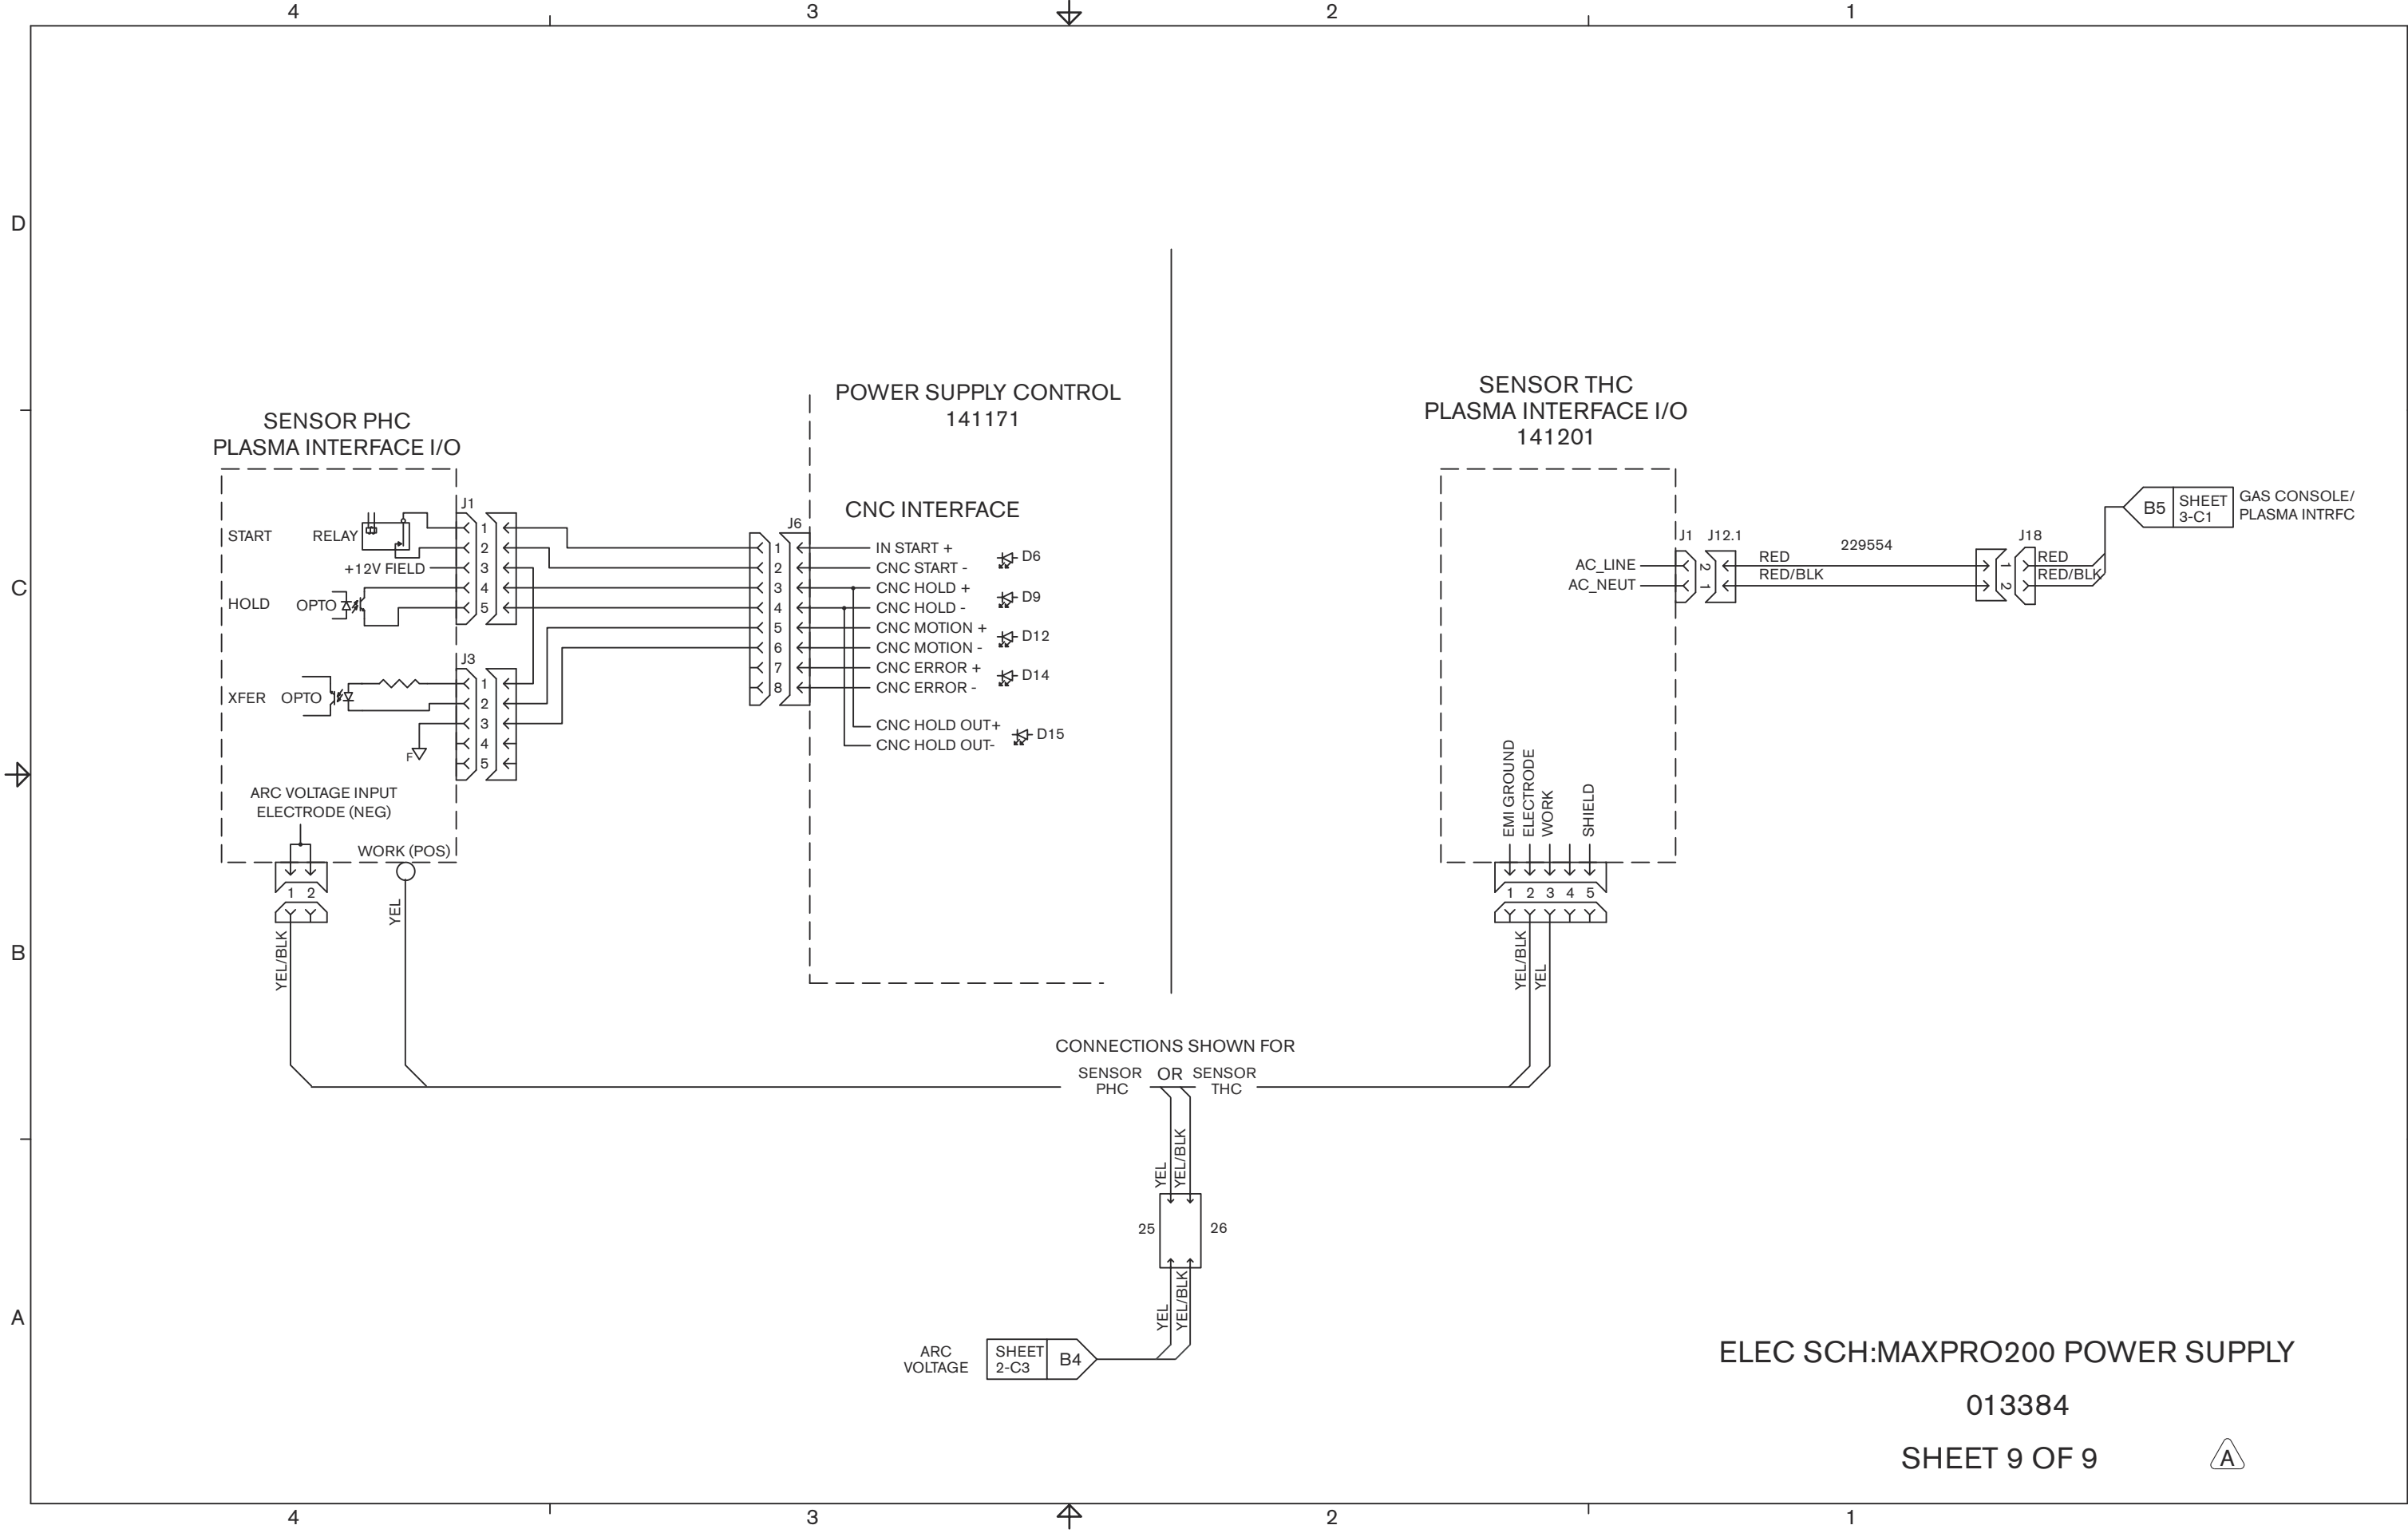 4 3 2 1
D
C
B
A
SENSOR PHC
PLASMA INTERFACE I/O
START
RELAY
+12V FIELD
HOLD
OPTO
J1
1
2
3
4
5
XFER
OPTO
F
J3
1
2
3
4
5
ARC VOLTAGE INPUT
ELECTRODE (NEG)
WORK (POS)
1 2
YEL/BLK
YEL
POWER SUPPLY CONTROL
141171
CNC INTERFACE
J6
1 IN START +
2 CNC START -
D6
3 CNC HOLD +
4 CNC HOLD -
D9
5 CNC MOTION +
6 CNC MOTION -
D12
7 CNC ERROR +
8 CNC ERROR -
D14
CNC HOLD OUT+
CNC HOLD OUT-
D15
SENSOR THC
PLASMA INTERFACE I/O
141201
AC_LINE
AC_NEUT
J1 J12.1
2
1
RED
RED/BLK
229554
J18
1
2
RED
RED/BLK
B5
SHEET
3-C1
GAS CONSOLE/
PLASMA INTRFC
EMI GROUND
ELECTRODE
WORK
SHIELD
1 2 3 4 5
YEL/BLK
YEL
CONNECTIONS SHOWN FOR
SENSOR
PHC
OR
SENSOR
THC
YEL
YEL/BLK
25 26
YEL
YEL/BLK
ARC
VOLTAGE
SHEET
2-C3
B4
ELEC SCH:MAXPRO200 POWER SUPPLY
013384
SHEET 9 OF 9
A
4 3 2 1